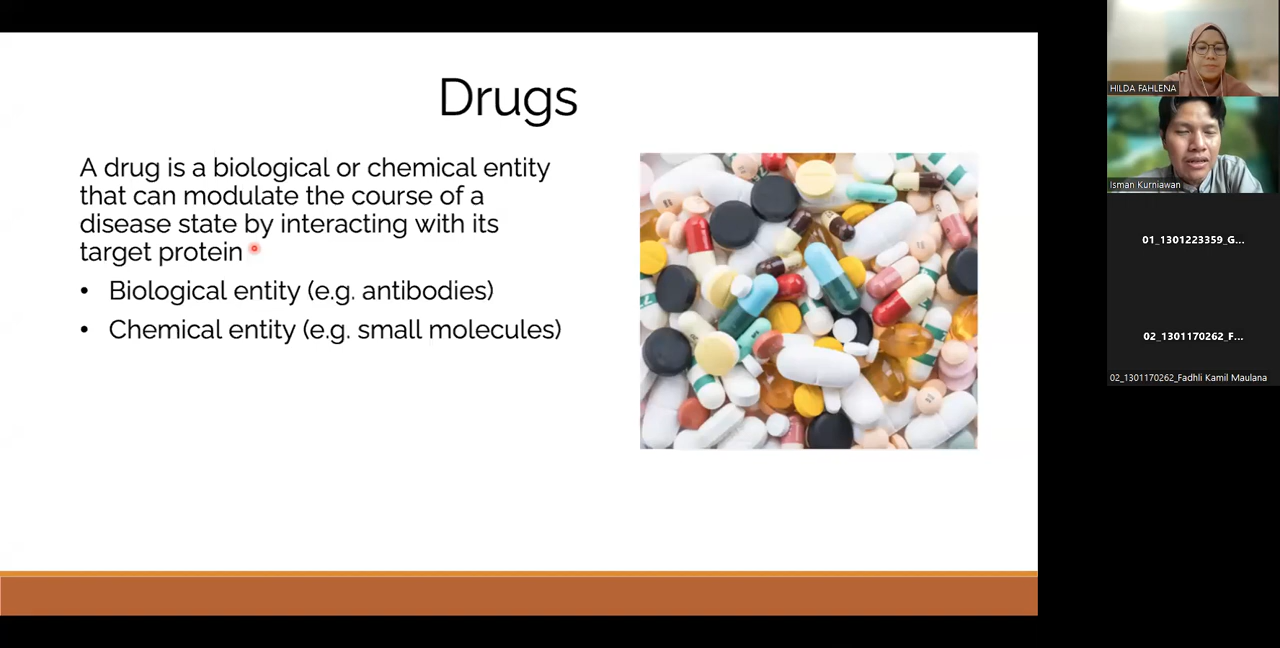 Drugs
A drug is a biological or chemical entity
that can modulate the course of a
disease state by interacting with its
target protein
• Biological entity (e.g. antibodies)
• Chemical entity (e.g. small molecules)
HILDA FAHLENA
Isman Kurniawan
01_1301223359_G...
02_1301170262_F...
02_1301170262_Fadhli Kamil Maulana